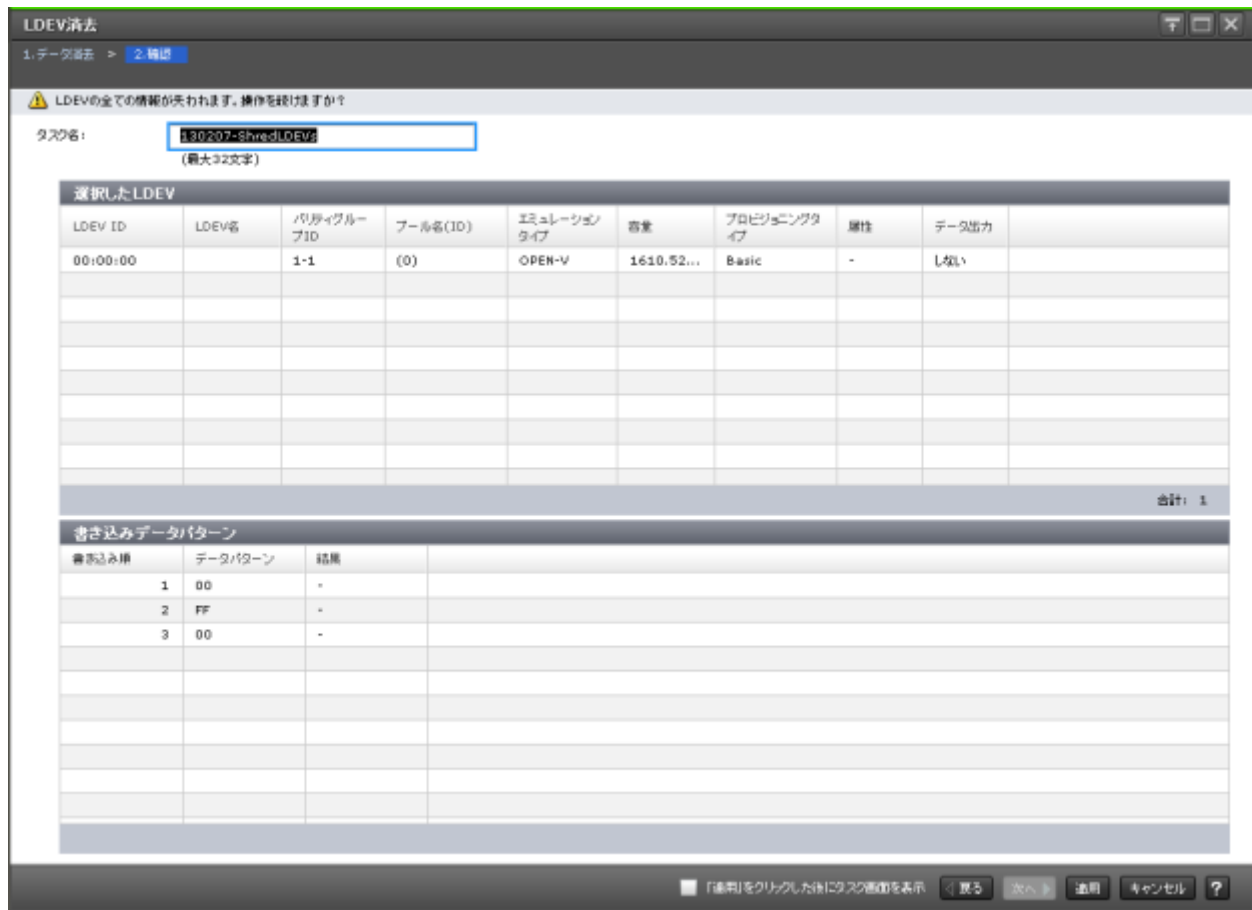 LDEV消去
1.データ消去 > 2.確認
LDEVの全ての情報が失われます。操作を続けますか？
タスク名:
130207-ShredLDEVs
(最大32文字)
選択したLDEV
LDEV ID LDEV名 パリティグループID プール名(ID) エミュレーションタイプ 容量 プロビジョニングタイプ 属性 データ出力
00:00:00 1-1 (0) OPEN-V 1610.52... Basic - しない
合計: 1
書き込みデータパターン
書き込み順 データパターン 結果
1 00 -
2 FF -
3 00 -
「適用」をクリックした後にタスク画面を表示 戻る 次へ 適用 キャンセル ?